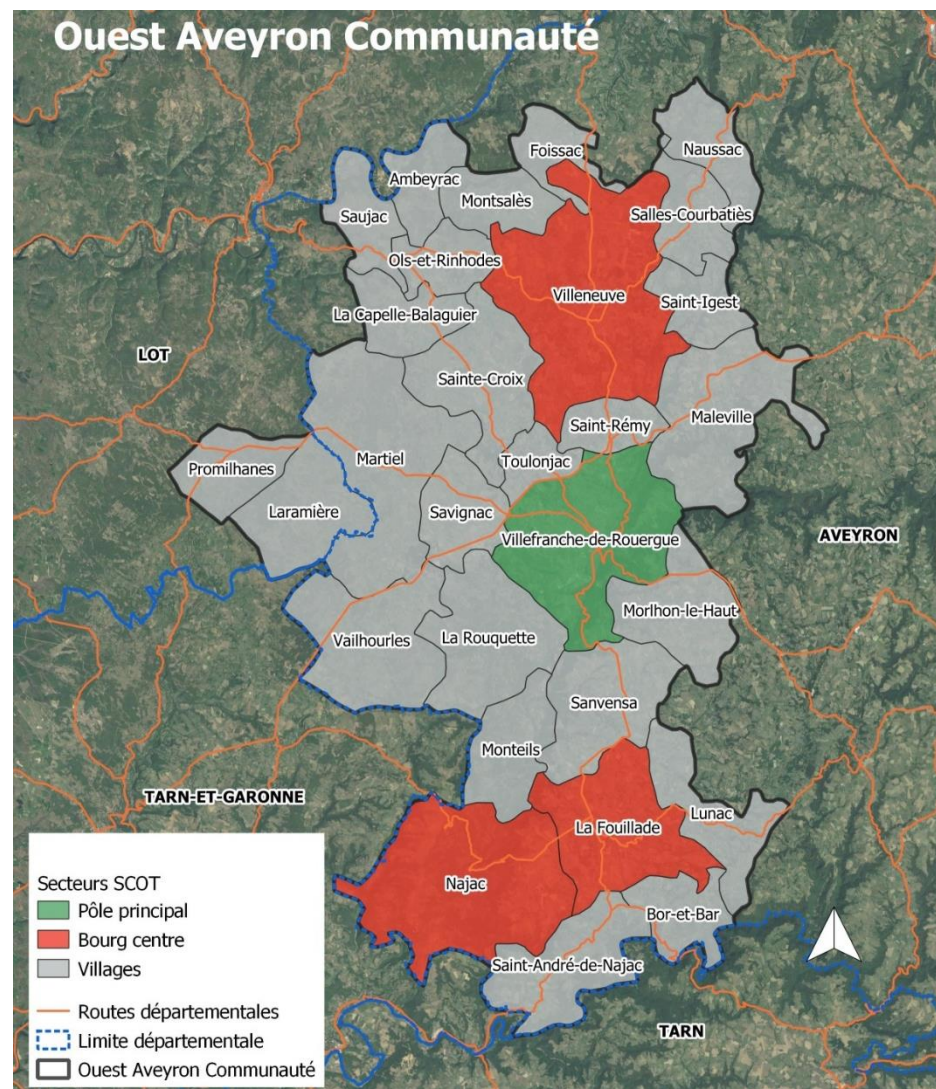 Ouest Aveyron Communauté
Foissac
Naussac
Ambeyrac
Montsalès
Saujac
Salles-Courbatiès
Ols-et-Rinhodes
Villeneuve
Saint-Igest
La Capelle-Balaguier
LOT
Sainte-Croix
Saint-Rémy
Maleville
Promilhanes
Martiel
Toulonjac
Laramière
Savignac
Villefranche-de-Rouergue
AVEYRON
Morlhon-le-Haut
Vailhourles
La Rouquette
Sanvensa
Monteils
TARN-ET-GARONNE
Lunac
La Fouillade
Najac
Bor-et-Bar
Saint-André-de-Najac
TARN
Secteurs SCOT
Pôle principal
Bourg centre
Villages
Routes départementales
Limite départementale
Ouest Aveyron Communauté